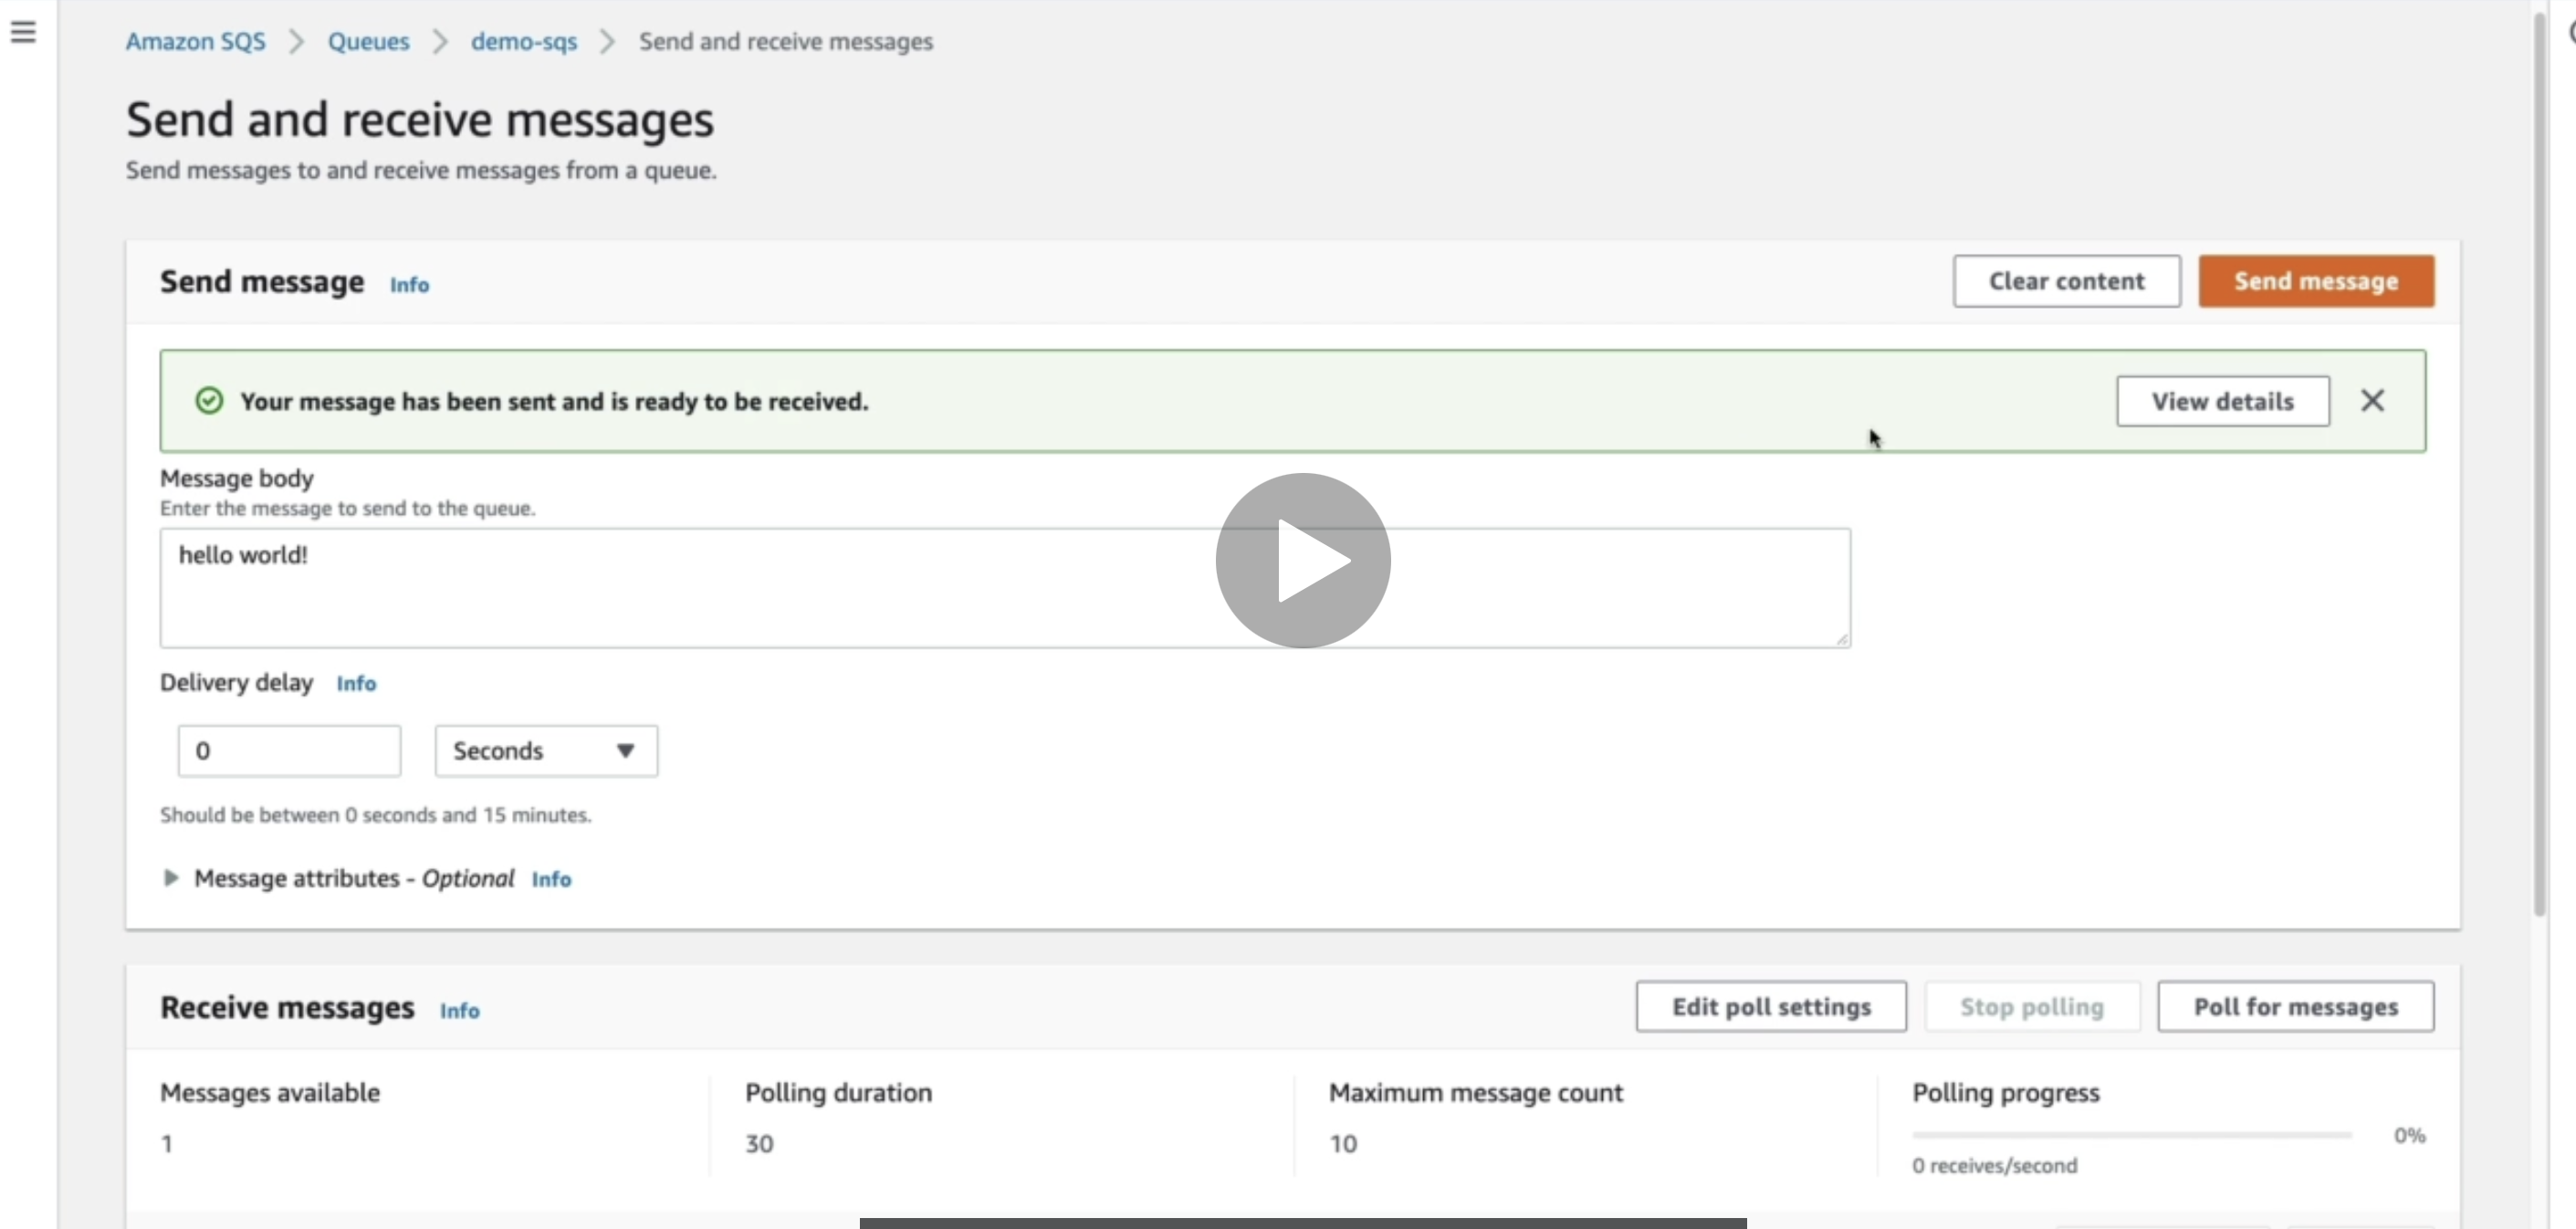 Amazon SQS > Queues > demo-sqs > Send and receive messages
Send and receive messages
Send messages to and receive messages from a queue.
Send message Info Clear content Send message
Your message has been sent and is ready to be received. View details
Message body
Enter the message to send to the queue.
hello world!
Delivery delay Info
0 Seconds
Should be between 0 seconds and 15 minutes.
Message attributes - Optional Info
Receive messages Info Edit poll settings Stop polling Poll for messages
Messages available Polling duration Maximum message count Polling progress
1 30 10 0%
0 receives/second